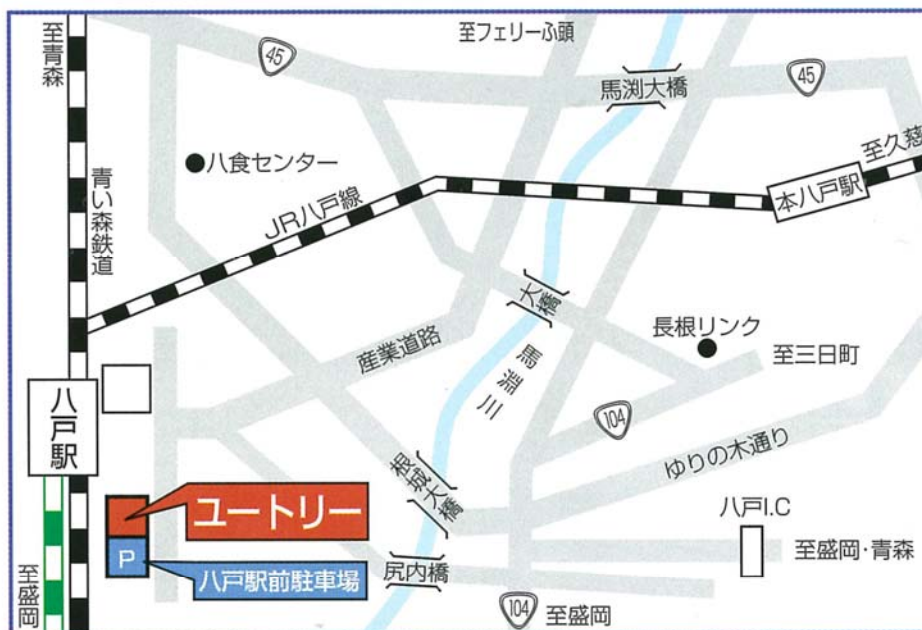 至青森
45
至フェリーふ頭
馬渕大橋
45
至久慈
八食センター
本八戸駅
JR八戸線
青い森鉄道
大橋
長根リンク
至三日町
産業道路
馬淵川
104
八戸駅
ゆりの木通り
根城大橋
八戸I.C
ユートリー
至盛岡・青森
P
八戸駅前駐車場
尻内橋
至盛岡
104
至盛岡